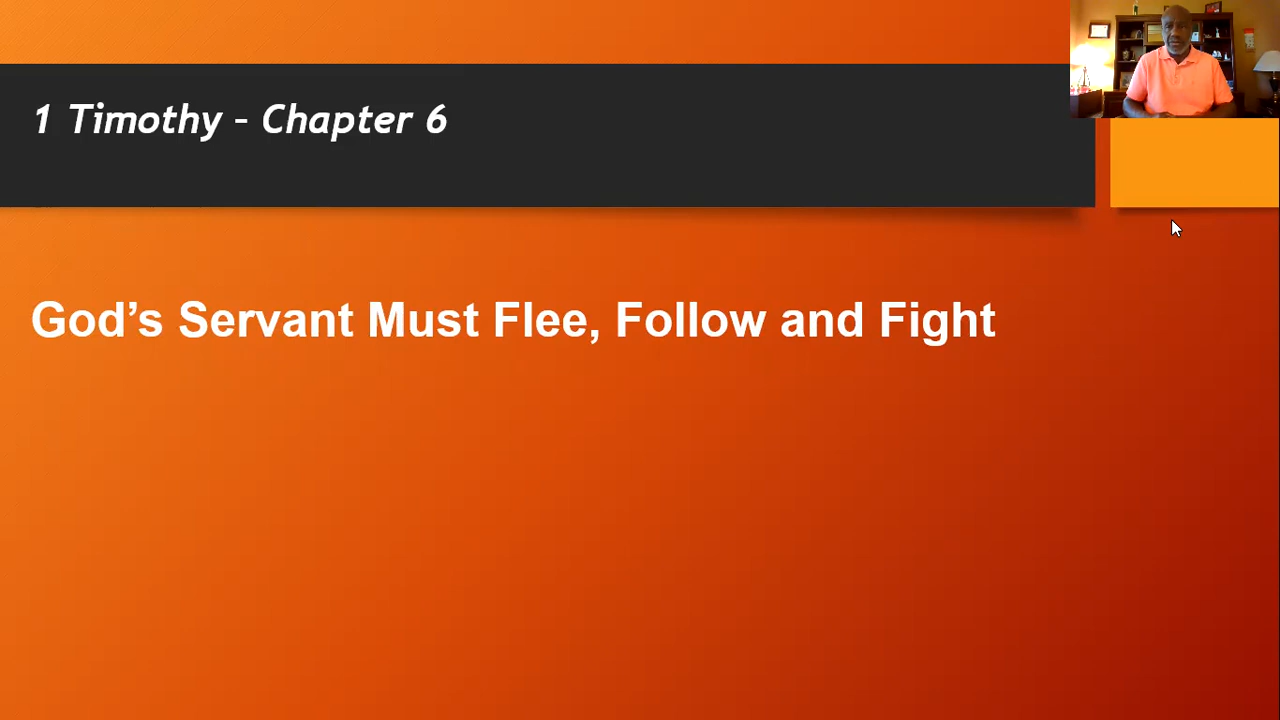 1 Timothy – Chapter 6
God’s Servant Must Flee, Follow and Fight